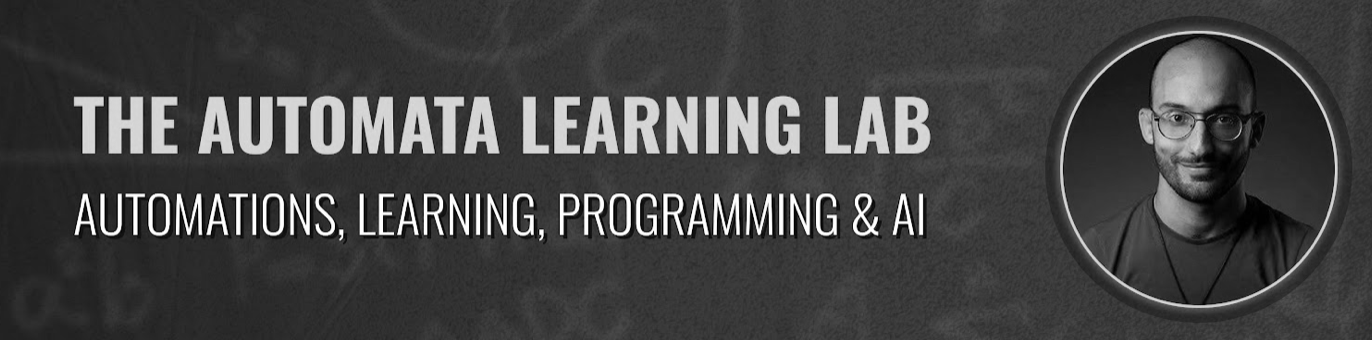 THE AUTOMATA LEARNING LAB
AUTOMATIONS, LEARNING, PROGRAMMING & AI